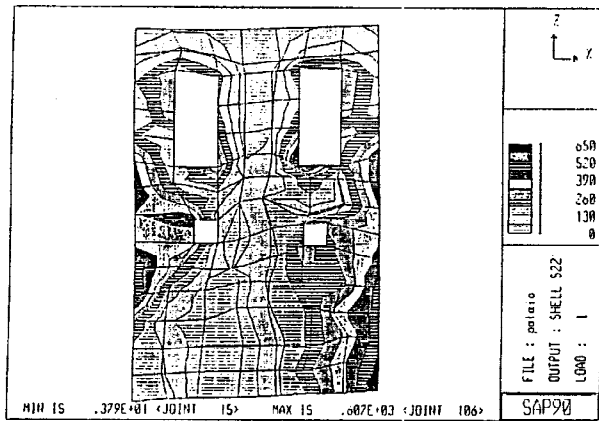 Z
X
650
520
390
260
130
0
FILE : palaio
OUTPUT : SHELL S22
LOAD : 1
SAP90
MIN IS .379E+01 <JOINT 15> MAX IS .607E+03 <JOINT 106>